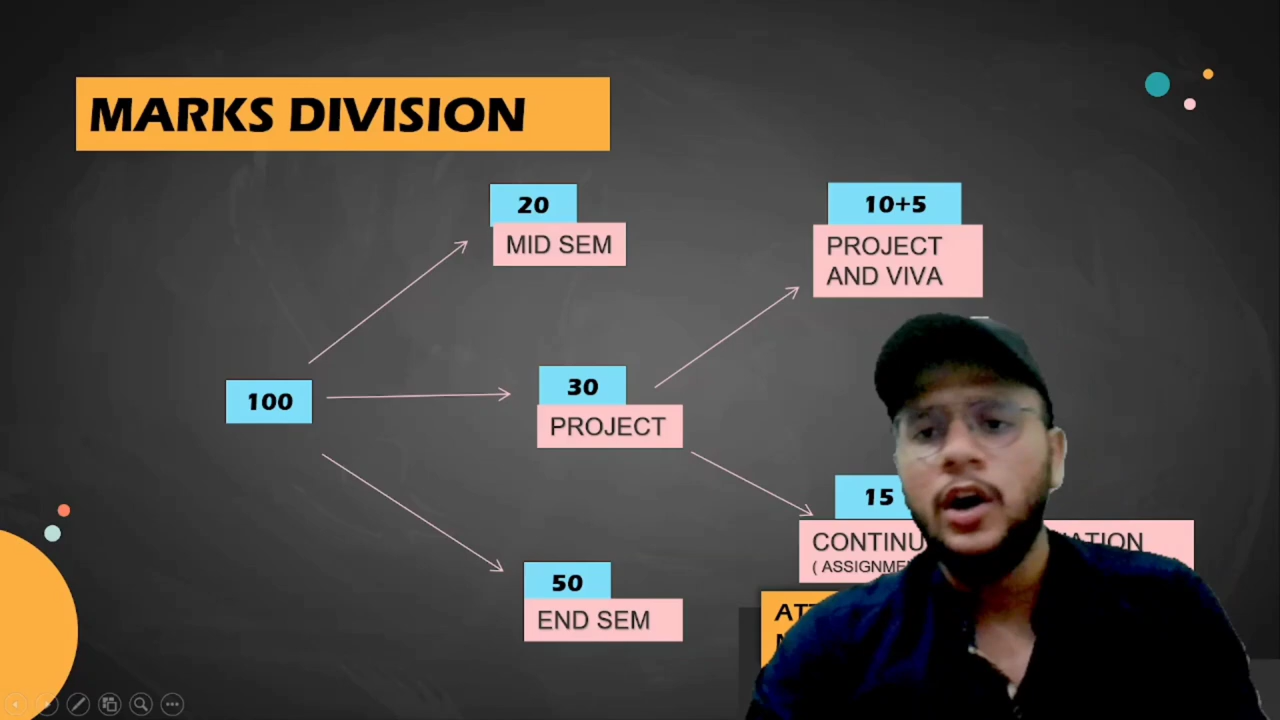 MARKS DIVISION
20
MID SEM
10+5
PROJECT
AND VIVA
100
30
PROJECT
15
50
END SEM